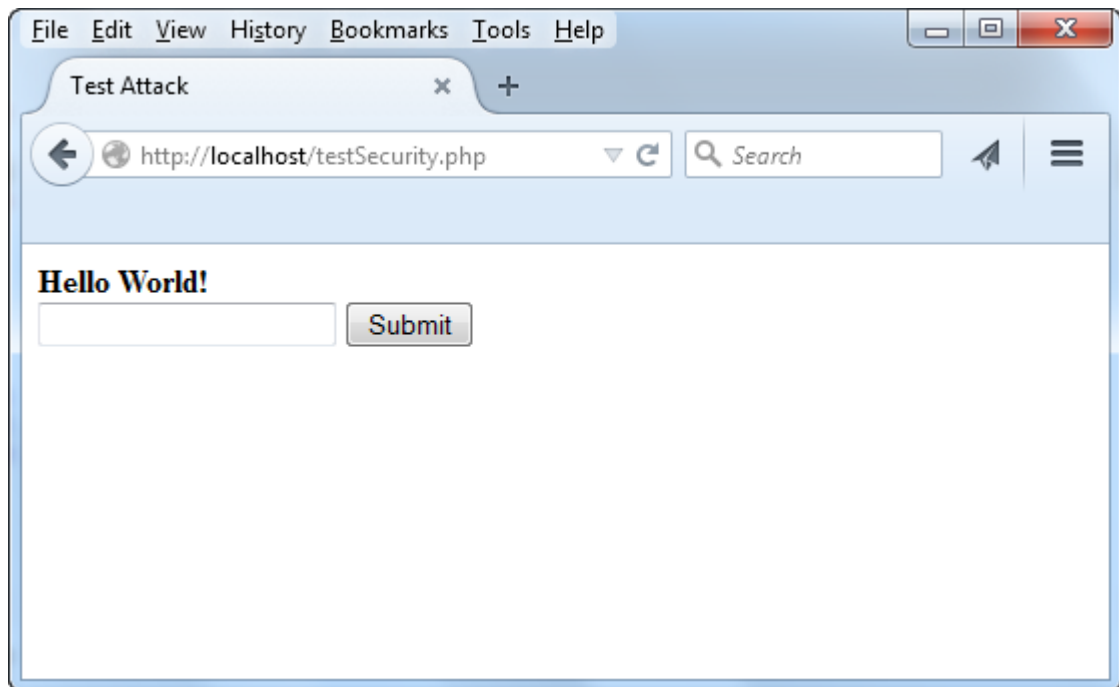 File Edit View History Bookmarks Tools Help
Test Attack
http://localhost/testSecurity.php Search
Hello World!
Submit